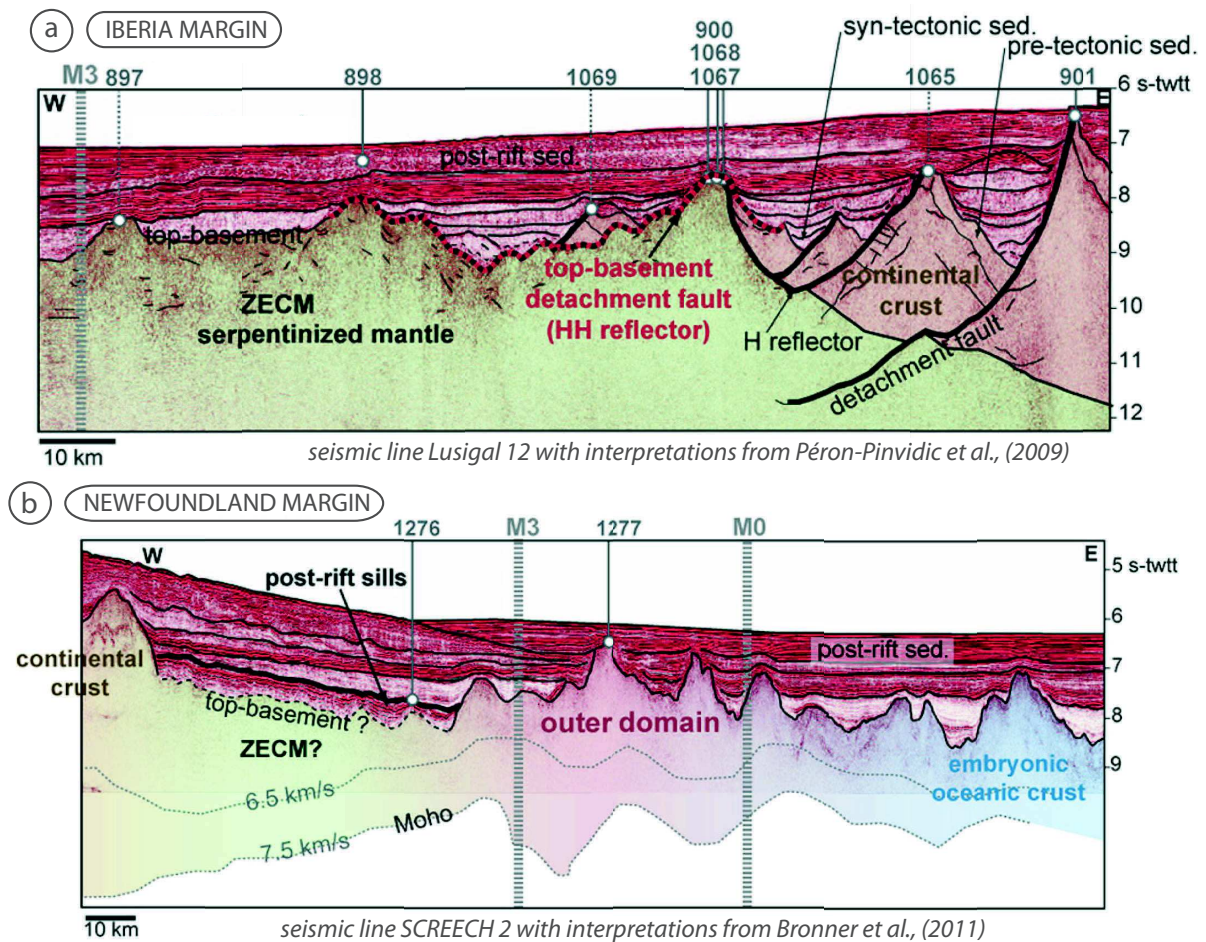 a IBERIA MARGIN
syn-tectonic sed.
pre-tectonic sed.
900
1068
M3 897 898 1069 1067 1065 901
6 s-twtt
W E
7
post-rift sed.
8
top-basement
9
top-basement
detachment fault
(HH reflector)
continental
crust
ZECM
serpentinized mantle
10
H reflector
detachment fault
11
12
10 km
seismic line Lusigal 12 with interpretations from Péron-Pinvidic et al., (2009)
b NEWFOUNDLAND MARGIN
1276 M3 1277 M0
W E
5 s-twtt
post-rift sills
6
continental
crust
post-rift sed.
7
top-basement ?
outer domain
8
ZECM?
embryonic
oceanic crust
9
6.5 km/s
Moho
7.5 km/s
10 km
seismic line SCREECH 2 with interpretations from Bronner et al., (2011)